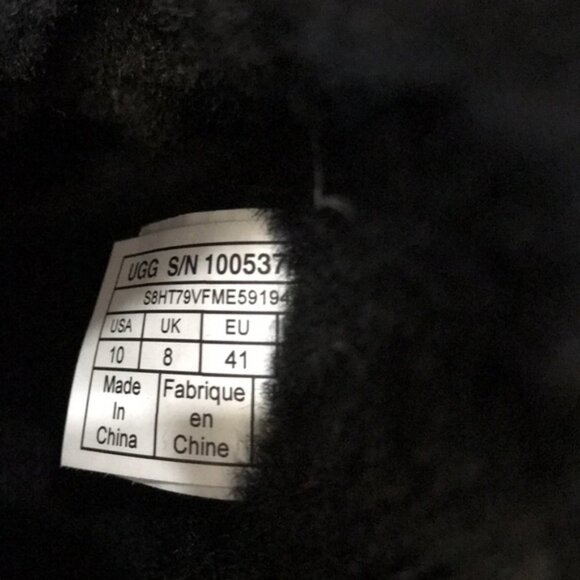 UGG S/N 100537
S8HT79VFME59194
USA UK EU
10 8 41
Made Fabrique
In en
China Chine